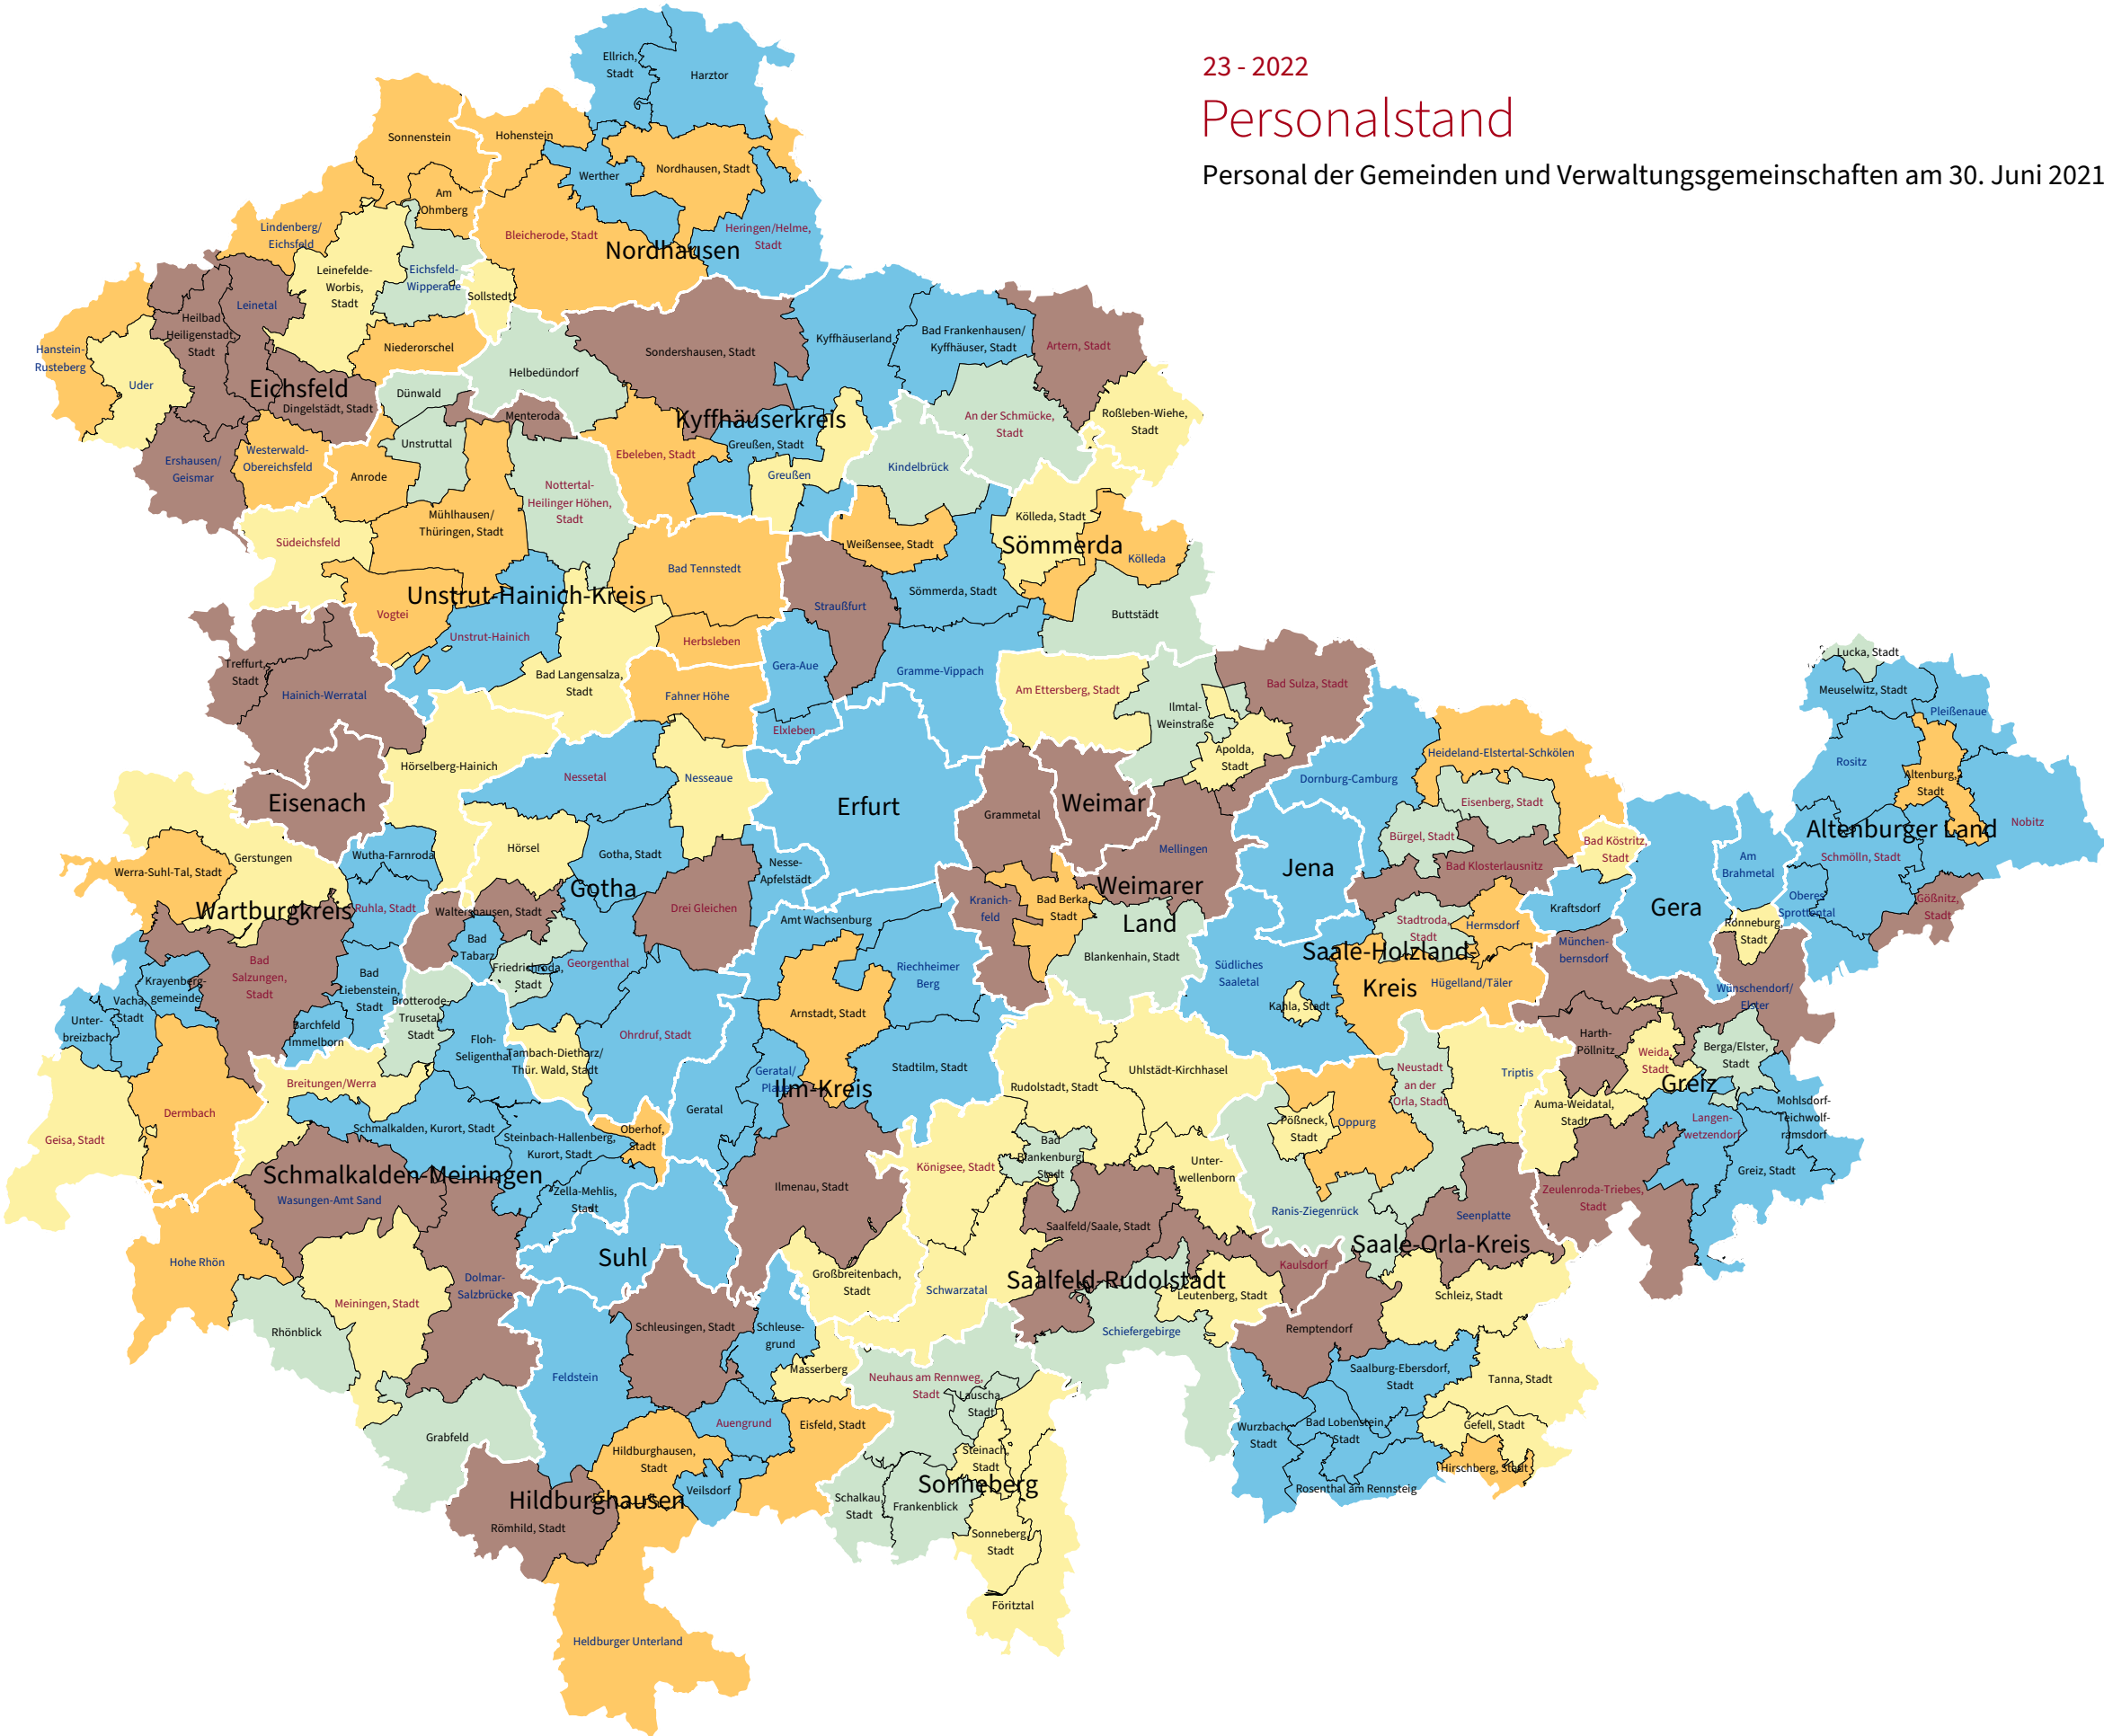 23 - 2022
Personalstand
Personal der Gemeinden und Verwaltungsgemeinschaften am 30. Juni 2021
Ellrich,
Stadt
Harztor
Sonnenstein
Hohenstein
Nordhausen, Stadt
Werther
Am
Ohmberg
Lindenberg/
Eichsfeld
Bleicherode, Stadt
Heringen/Helme,
Stadt
Nordhausen
Leinefelde-
Worbis,
Stadt
Eichsfeld-
Wipperaue
Sollstedt
Leinetal
Heilbad
Heiligenstadt,
Stadt
Hanstein-
Rusteberg
Uder
Niederorschel
Eichsfeld
Dingelstädt, Stadt
Dünwald
Helbedündorf
Sondershausen, Stadt
Kyffhäuserland
Bad Frankenhausen/
Kyffhäuser, Stadt
Artern, Stadt
Menteroda
Kyffhäuserkreis
An der Schmücke,
Stadt
Roßleben-Wiehe,
Stadt
Unstruttal
Greußen, Stadt
Ershausen/
Geismar
Westerwald-
Obereichsfeld
Anrode
Ebeleben, Stadt
Greußen
Kindelbrück
Nottertal-
Heilinger Höhen,
Stadt
Mühlhausen/
Thüringen, Stadt
Kölleda, Stadt
Südeichsfeld
Weißensee, Stadt
Sömmerda
Kölleda
Bad Tennstedt
Unstrut-Hainich-Kreis
Straußfurt
Sömmerda, Stadt
Buttstädt
Vogtei
Unstrut-Hainich
Herbsleben
Treffurt,
Stadt
Hainich-Werratal
Bad Langensalza,
Stadt
Fahner Höhe
Gera-Aue
Gramme-Vippach
Am Ettersberg, Stadt
Bad Sulza, Stadt
Lucka, Stadt
Meuselwitz, Stadt
Pleißenaue
Ilmtal-
Weinstraße
Elxleben
Apolda,
Stadt
Hörselberg-Hainich
Nessetal
Nesseaue
Dornburg-Camburg
Heideland-Elstertal-Schkölen
Rositz
Altenburg,
Stadt
Eisenach
Erfurt
Grammetal
Weimar
Eisenberg, Stadt
Nobitz
Altenburger Land
Bürgel, Stadt
Bad Köstritz,
Stadt
Hörsel
Gotha, Stadt
Nesse-
Apfelstädt
Mellingen
Gerstungen
Wutha-Farnroda
Werra-Suhl-Tal, Stadt
Jena
Bad Klosterlausnitz
Am
Brahmetal
Schmölln, Stadt
Gotha
Weimarer
Land
Wartburgkreis
Ruhla, Stadt
Waltershausen, Stadt
Drei Gleichen
Kranich-
feld
Bad Berka,
Stadt
Kraftsdorf
Gera
Oberes
Sprottental
Gößnitz,
Stadt
Amt Wachsenburg
Stadtroda,
Stadt
Hermsdorf
Ronneburg,
Stadt
Bad
Tabarz
Blankenhain, Stadt
Saale-Holzland-
Kreis
München-
bernsdorf
Bad
Salzungen,
Stadt
Friedrichroda,
Stadt
Georgenthal
Riechheimer
Berg
Südliches
Saaletal
Hügelland/Täler
Bad
Liebenstein,
Stadt
Krayenberg-
gemeinde
Vacha,
Stadt
Brotterode-
Trusetal,
Stadt
Arnstadt, Stadt
Kahla, Stadt
Wünschendorf/
Elster
Unter-
breizbach
Barchfeld
Immelborn
Floh-
Seligenthal
Tambach-Dietharz/
Thür. Wald, Stadt
Ohrdruf, Stadt
Harth-
Pöllnitz
Weida,
Stadt
Berga/Elster,
Stadt
Stadtilm, Stadt
Uhlstädt-Kirchhasel
Neustadt
an der
Orla, Stadt
Triptis
Greiz
Breitungen/Werra
Geratal/
Plaue
Ilm-Kreis
Rudolstadt, Stadt
Dermbach
Geratal
Auma-Weidatal,
Stadt
Langen-
wetzendorf
Mohlsdorf-
Teichwolf-
ramsdorf
Geisa, Stadt
Schmalkalden, Kurort, Stadt
Steinbach-Hallenberg,
Kurort, Stadt
Oberhof,
Stadt
Pößneck,
Stadt
Oppurg
Bad
Blankenburg
Stadt
Königsee, Stadt
Unter-
wellenborn
Greiz, Stadt
Schmalkalden-Meiningen
Wasungen-Amt Sand
Zella-Mehlis,
Stadt
Ilmenau, Stadt
Zeulenroda-Triebes,
Stadt
Ranis-Ziegenrück
Seenplatte
Saalfeld/Saale, Stadt
Saale-Orla-Kreis
Hohe Rhön
Suhl
Kaulsdorf
Dolmar-
Salzbrücke
Großbreitenbach,
Stadt
Schwarzatal
Saalfeld-Rudolstadt
Leutenberg, Stadt
Schleiz, Stadt
Meiningen, Stadt
Rhönblick
Schleusingen, Stadt
Schleuse-
grund
Schiefergebirge
Remptendorf
Masserberg
Feldstein
Neuhaus am Rennweg,
Stadt
Lauscha,
Stadt
Saalburg-Ebersdorf,
Stadt
Tanna, Stadt
Auengrund
Eisfeld, Stadt
Wurzbach,
Stadt
Bad Lobenstein,
Stadt
Gefell, Stadt
Grabfeld
Hildburghausen,
Stadt
Steinach,
Stadt
Hirschberg, Stadt
Rosenthal am Rennsteig
Veilsdorf
Sonneberg
Hildburghausen
Schalkau,
Stadt
Frankenblick
Römhild, Stadt
Sonneberg,
Stadt
Föritztal
Heldburger Unterland